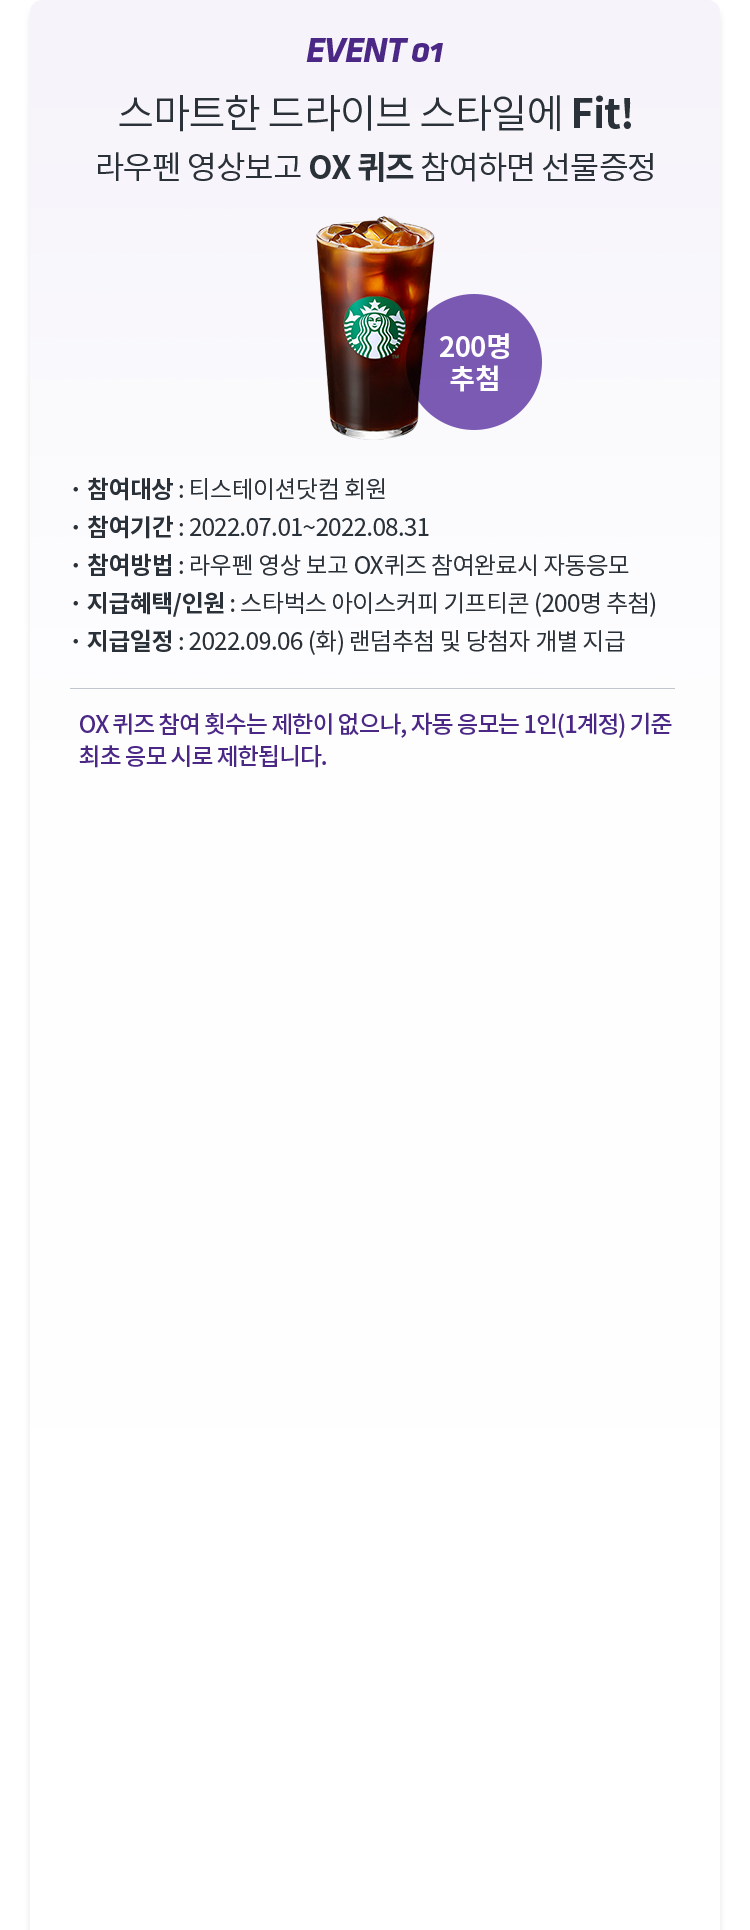 EVENT 01
스마트한 드라이브 스타일에 Fit!
라우펜 영상보고 OX 퀴즈 참여하면 선물증정
200명
추첨
TM
· 참여대상 : 티스테이션닷컴 회원
· 참여기간 : 2022.07.01~2022.08.31
· 참여방법 : 라우펜 영상 보고 OX퀴즈 참여완료시 자동응모
· 지급혜택/인원 : 스타벅스 아이스커피 기프티콘 (200명 추첨)
· 지급일정 : 2022.09.06 (화) 랜덤추첨 및 당첨자 개별 지급
OX 퀴즈 참여 횟수는 제한이 없으나, 자동 응모는 1인(1계정) 기준
최초 응모 시로 제한됩니다.